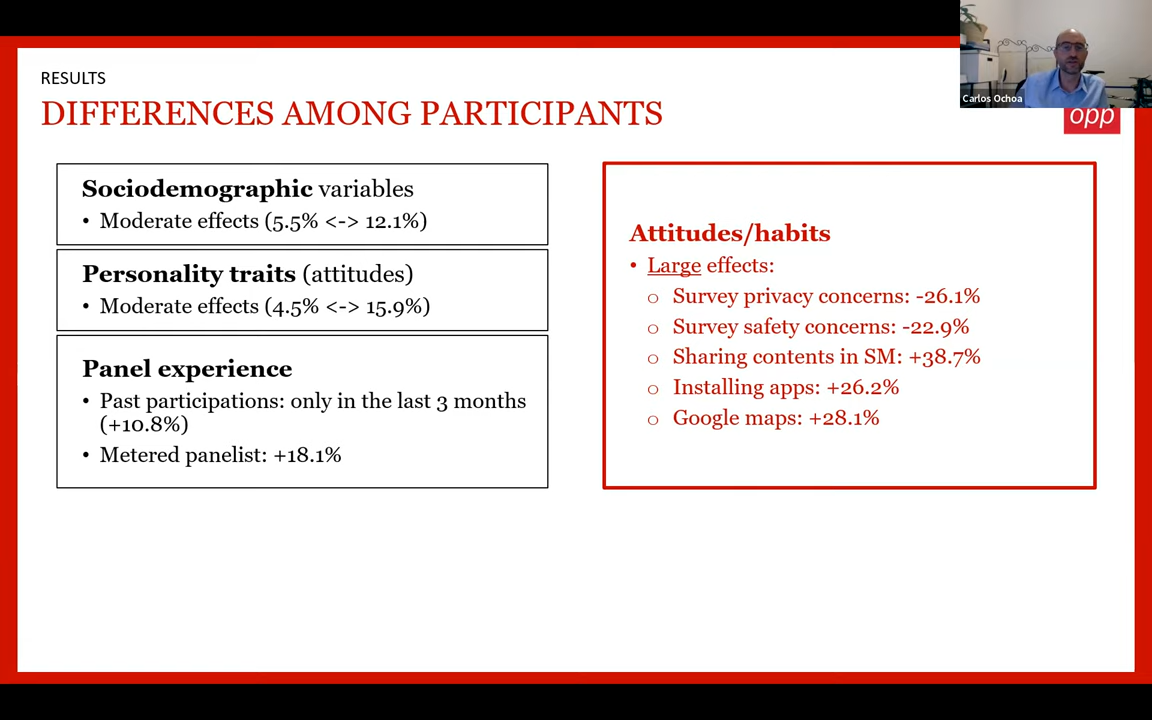 RESULTS
DIFFERENCES AMONG PARTICIPANTS
Carlos Ochoa
opp
Sociodemographic variables
• Moderate effects (5.5% <-> 12.1%)
Personality traits (attitudes)
• Moderate effects (4.5% <-> 15.9%)
Panel experience
• Past participations: only in the last 3 months
(+10.8%)
• Metered panelist: +18.1%
Attitudes/habits
• Large effects:
o Survey privacy concerns: -26.1%
o Survey safety concerns: -22.9%
o Sharing contents in SM: +38.7%
o Installing apps: +26.2%
o Google maps: +28.1%